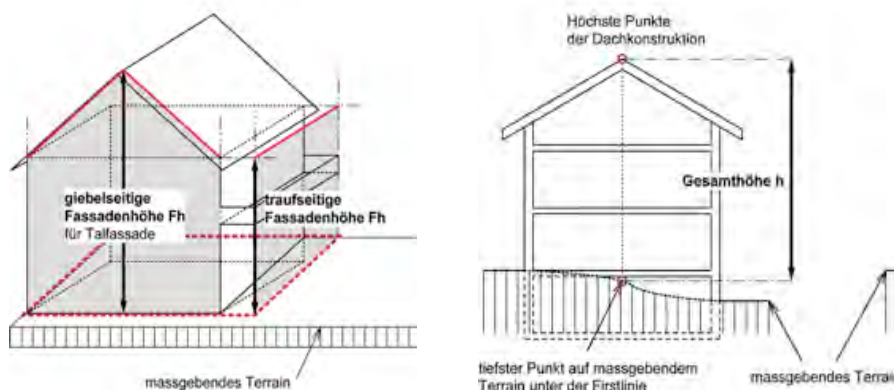 giebelseitige
Fassadenhöhe Fh
für Talfassade
traufseitige
Fassadenhöhe Fh
massgebendes Terrain
Höchste Punkte
der Dachkonstruktion
Gesamthöhe h
tiefster Punkt auf massgebendem
Terrain unter der Firstlinie
massgebendes Terrain